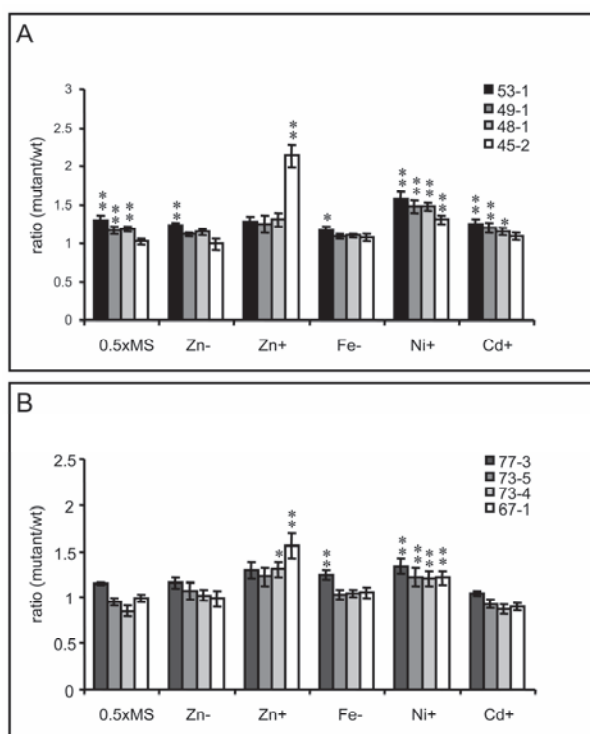 A
3
2.5
2
1.5
1
0.5
0
ratio (mutant/wt)
53-1
49-1
48-1
45-2
** ** ** ** ** * ** ** ** ** ** ** *
0.5xMS Zn- Zn+ Fe- Ni+ Cd+
B
2.5
2
1.5
1
0.5
0
ratio (mutant/wt)
77-3
73-5
73-4
67-1
* ** ** ** ** ** **
0.5xMS Zn- Zn+ Fe- Ni+ Cd+